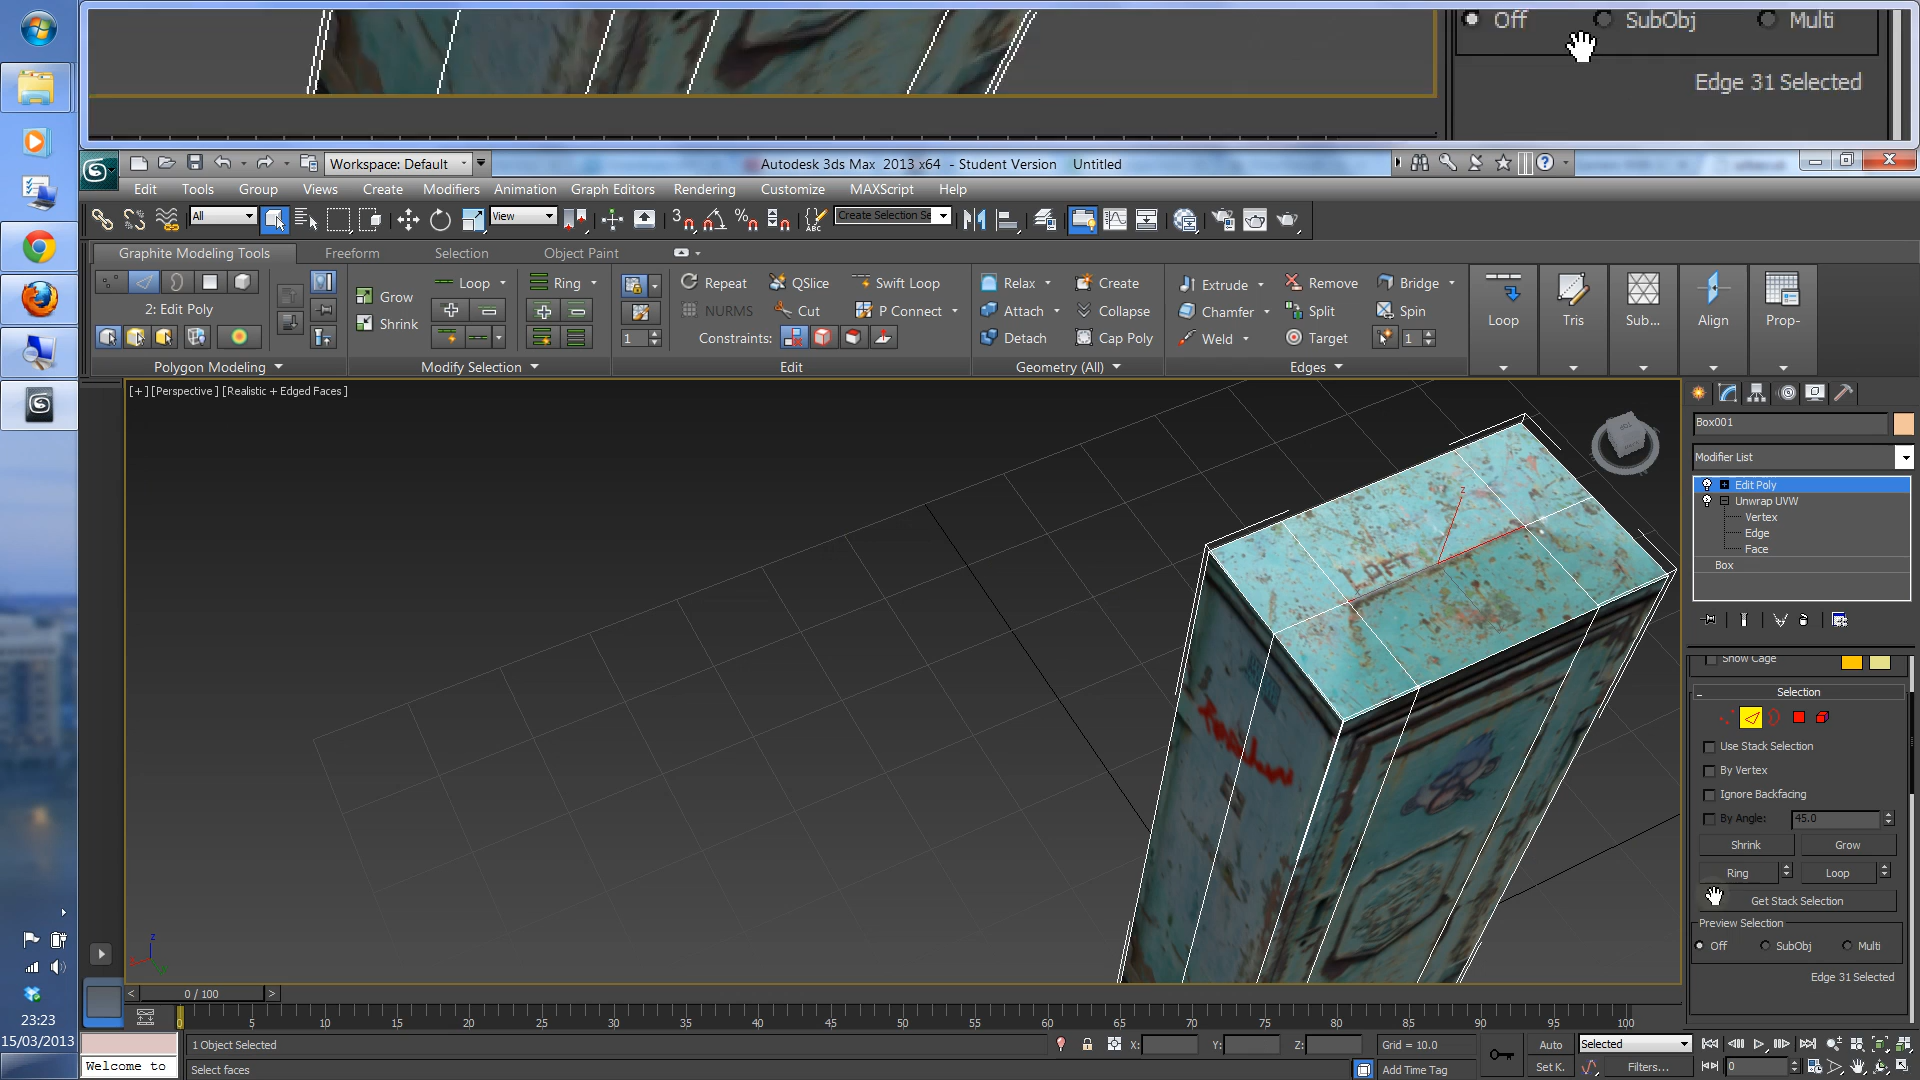 Off SubObj Multi
Edge 31 Selected
Workspace: Default
Autodesk 3ds Max 2013 x64 - Student Version Untitled
Edit Tools Group Views Create Modifiers Animation Graph Editors Rendering Customize MAXScript Help
All
View
3
Create Selection Se
Graphite Modeling Tools Freeform Selection Object Paint
2: Edit Poly
Polygon Modeling
Grow
Shrink
Loop
Ring
Modify Selection
1
Repeat QSlice Swift Loop
NURMS Cut P Connect
Constraints:
Edit
Relax Create
Attach Collapse
Detach Cap Poly
Geometry (All)
Extrude Remove Bridge
Chamfer Split Spin
Weld Target 1
Edges
Loop
Tris
Sub...
Align
Prop-
[+] [Perspective] [Realistic + Edged Faces]
LOFT
z
z
Box001
Modifier List
Edit Poly
Unwrap UVW
Vertex
Edge
Face
Box
Show Cage
Selection
Use Stack Selection
By Vertex
Ignore Backfacing
By Angle: 45.0
Shrink Grow
Ring Loop
Get Stack Selection
Preview Selection
Off SubObj Multi
Edge 31 Selected
0 / 100
0 5 10 15 20 25 30 35 40 45 50 55 60 65 70 75 80 85 90 95 100
1 Object Selected
X: Y: Z:
Grid = 10.0
Auto
Selected
Welcome to
Select faces
Add Time Tag
Set K.
Filters...
0
23:23
15/03/2013